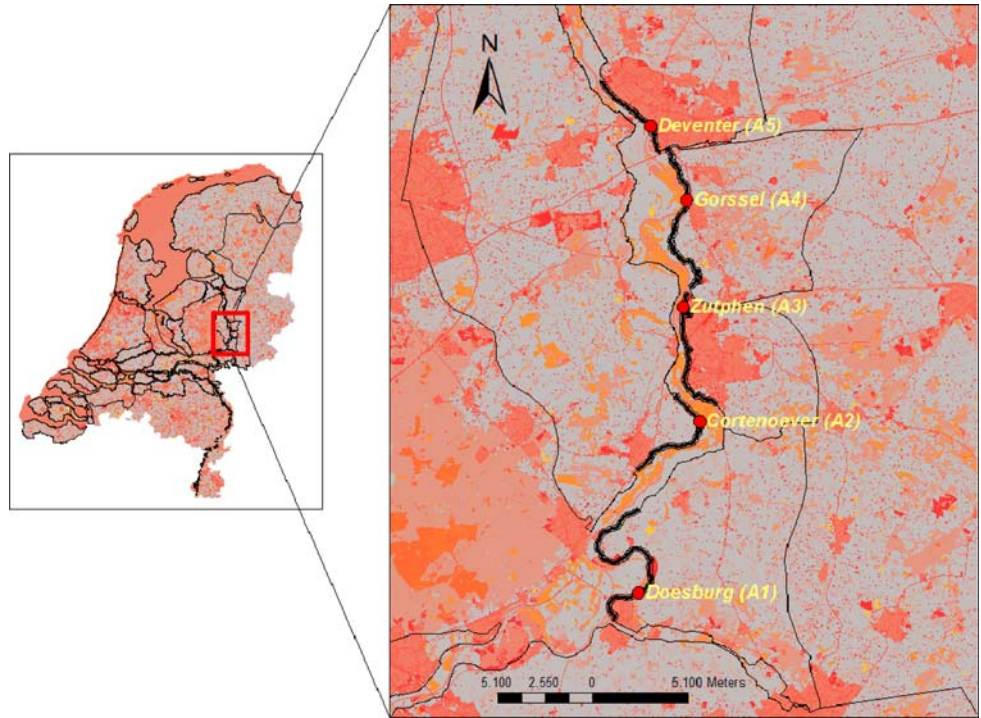 N
Deventer (A5)
Gorssel (A4)
Zutphen (A3)
Cortenoever (A2)
Doesburg (A1)
5.100 2.550 0 5.100 Meters